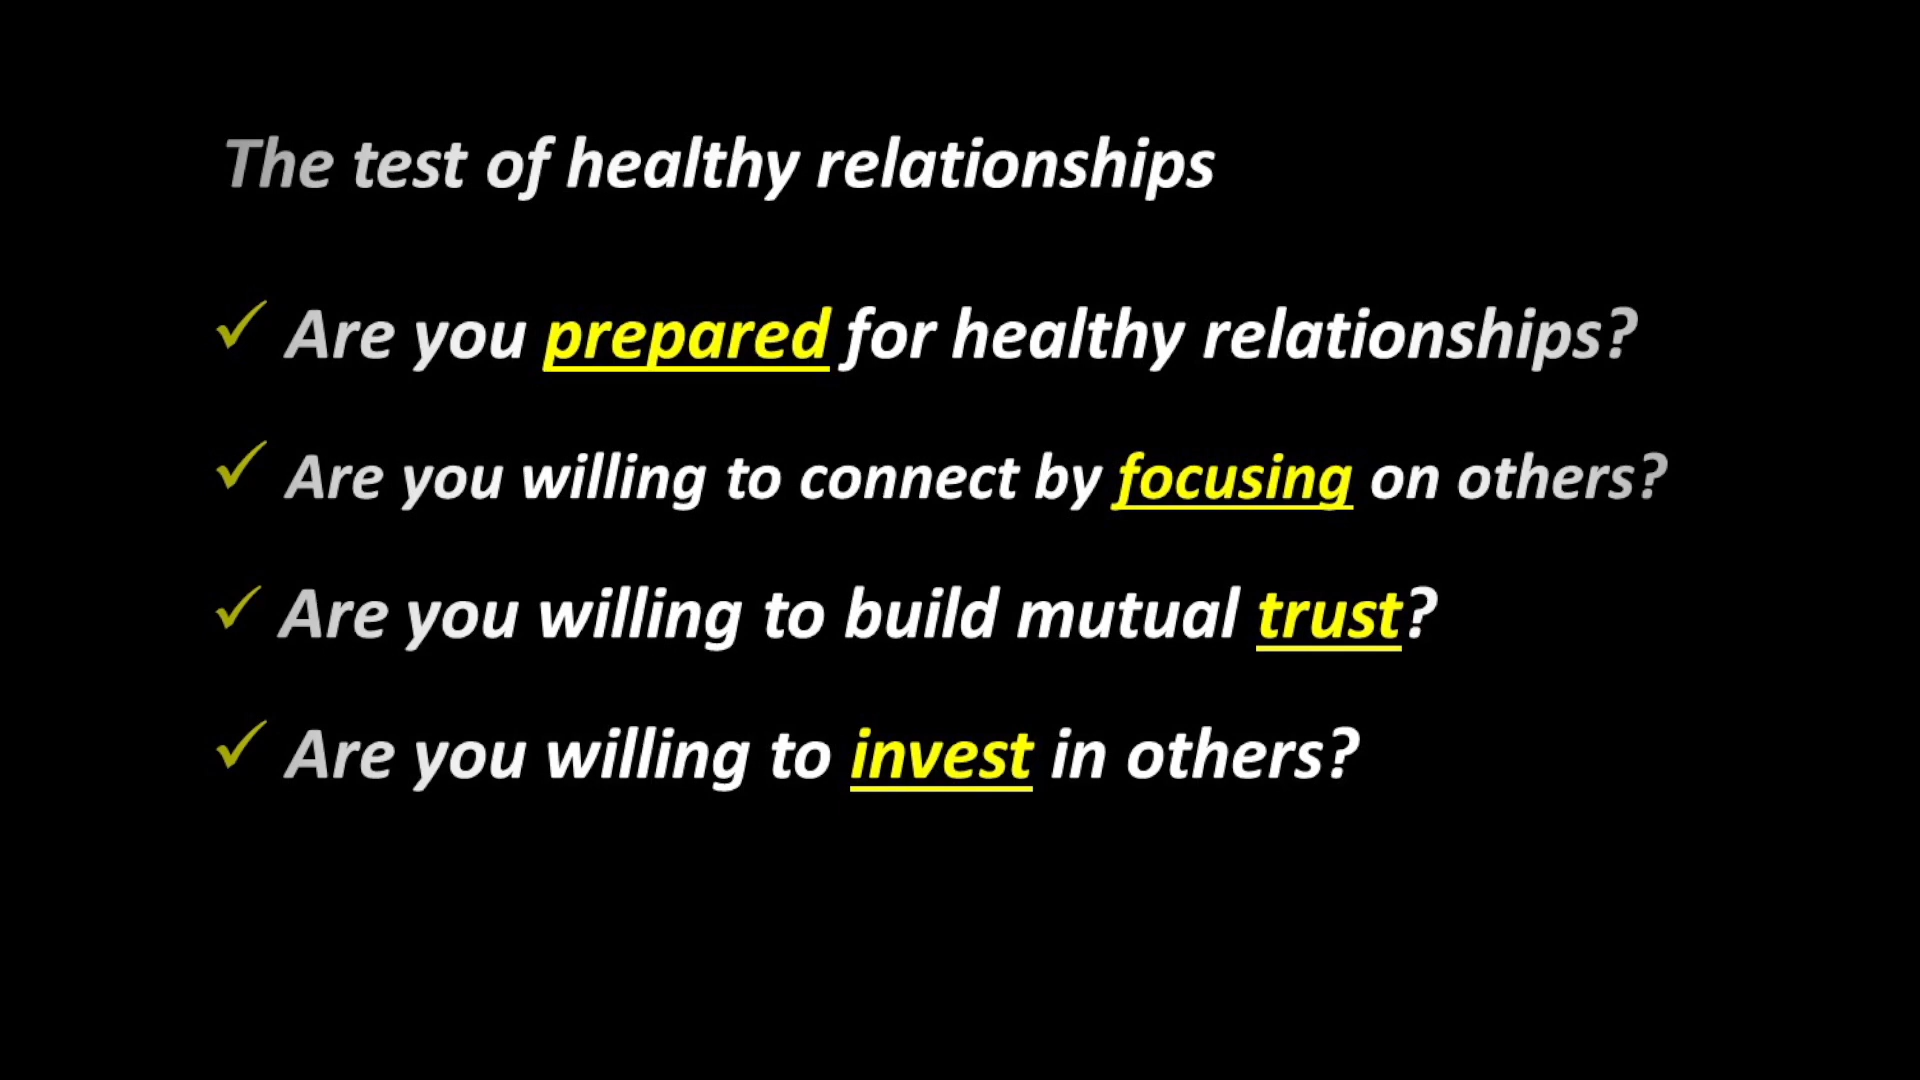 The test of healthy relationships
✓ Are you prepared for healthy relationships?
✓ Are you willing to connect by focusing on others?
✓ Are you willing to build mutual trust?
✓ Are you willing to invest in others?